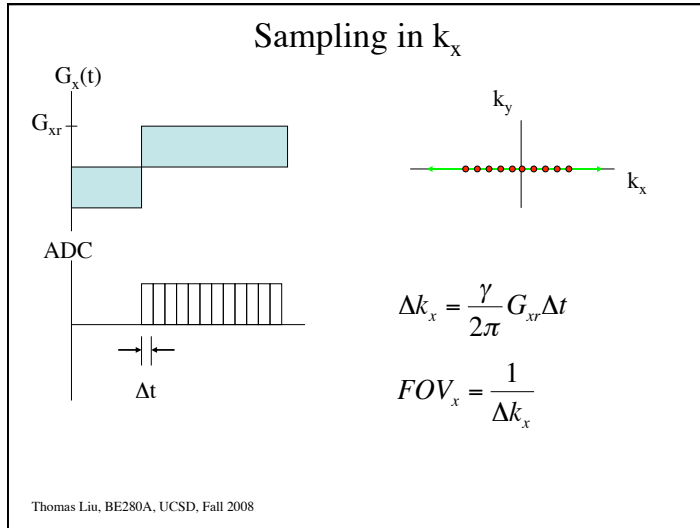 Sampling in kₓ
Gₓ(t)
Gₓᵣ
ADC
Δt
k_y
kₓ
Δkₓ = γ/2π Gₓᵣ Δt
FOVₓ = 1/Δkₓ
Thomas Liu, BE280A, UCSD, Fall 2008